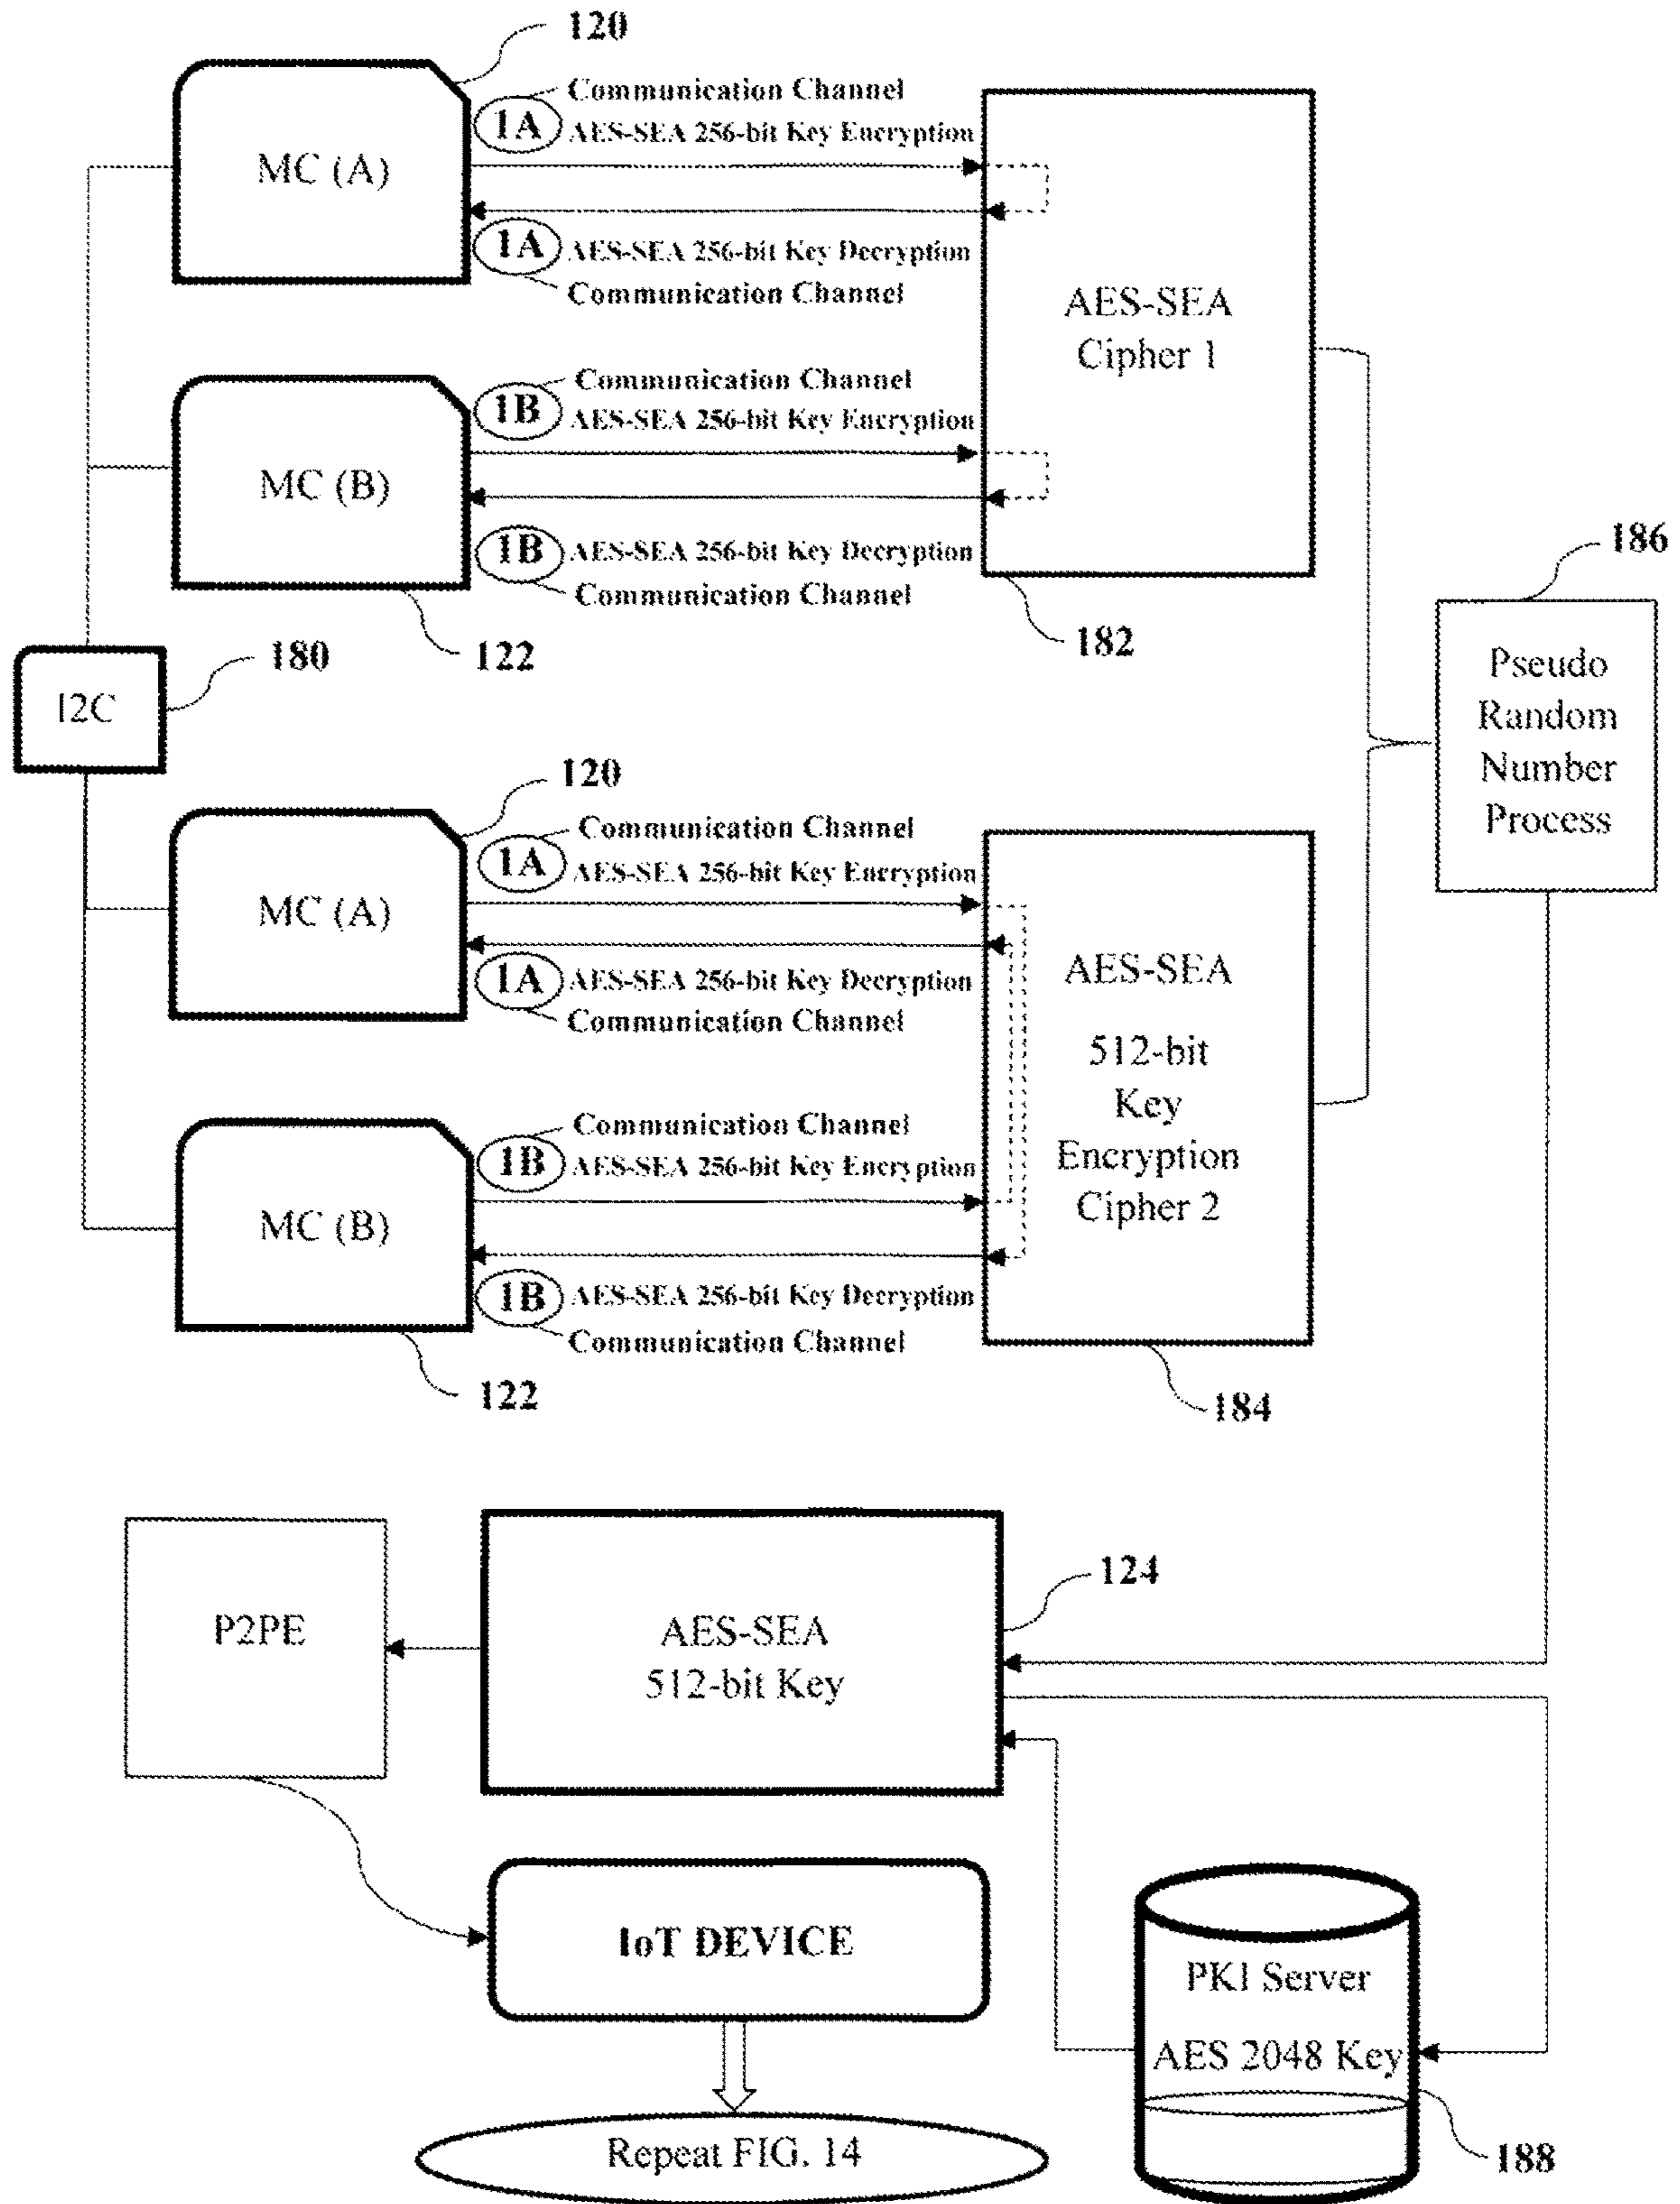 120
Communication Channel
1A
AES-SEA 256-bit Key Encryption
MC (A)
1A
AES-SEA 256-bit Key Decryption
Communication Channel
AES-SEA
Cipher 1
Communication Channel
1B
AES-SEA 256-bit Key Encryption
MC (B)
1B
AES-SEA 256-bit Key Decryption
Communication Channel
122
182
186
Pseudo
Random
Number
Process
180
I2C
120
Communication Channel
1A
AES-SEA 256-bit Key Encryption
MC (A)
1A
AES-SEA 256-bit Key Decryption
Communication Channel
AES-SEA
512-bit
Key
Encryption
Cipher 2
Communication Channel
1B
AES-SEA 256-bit Key Encryption
MC (B)
1B
AES-SEA 256-bit Key Decryption
Communication Channel
122
184
P2PE
AES-SEA
512-bit Key
124
IoT DEVICE
PKI Server
AES 2048 Key
Repeat FIG. 14
188